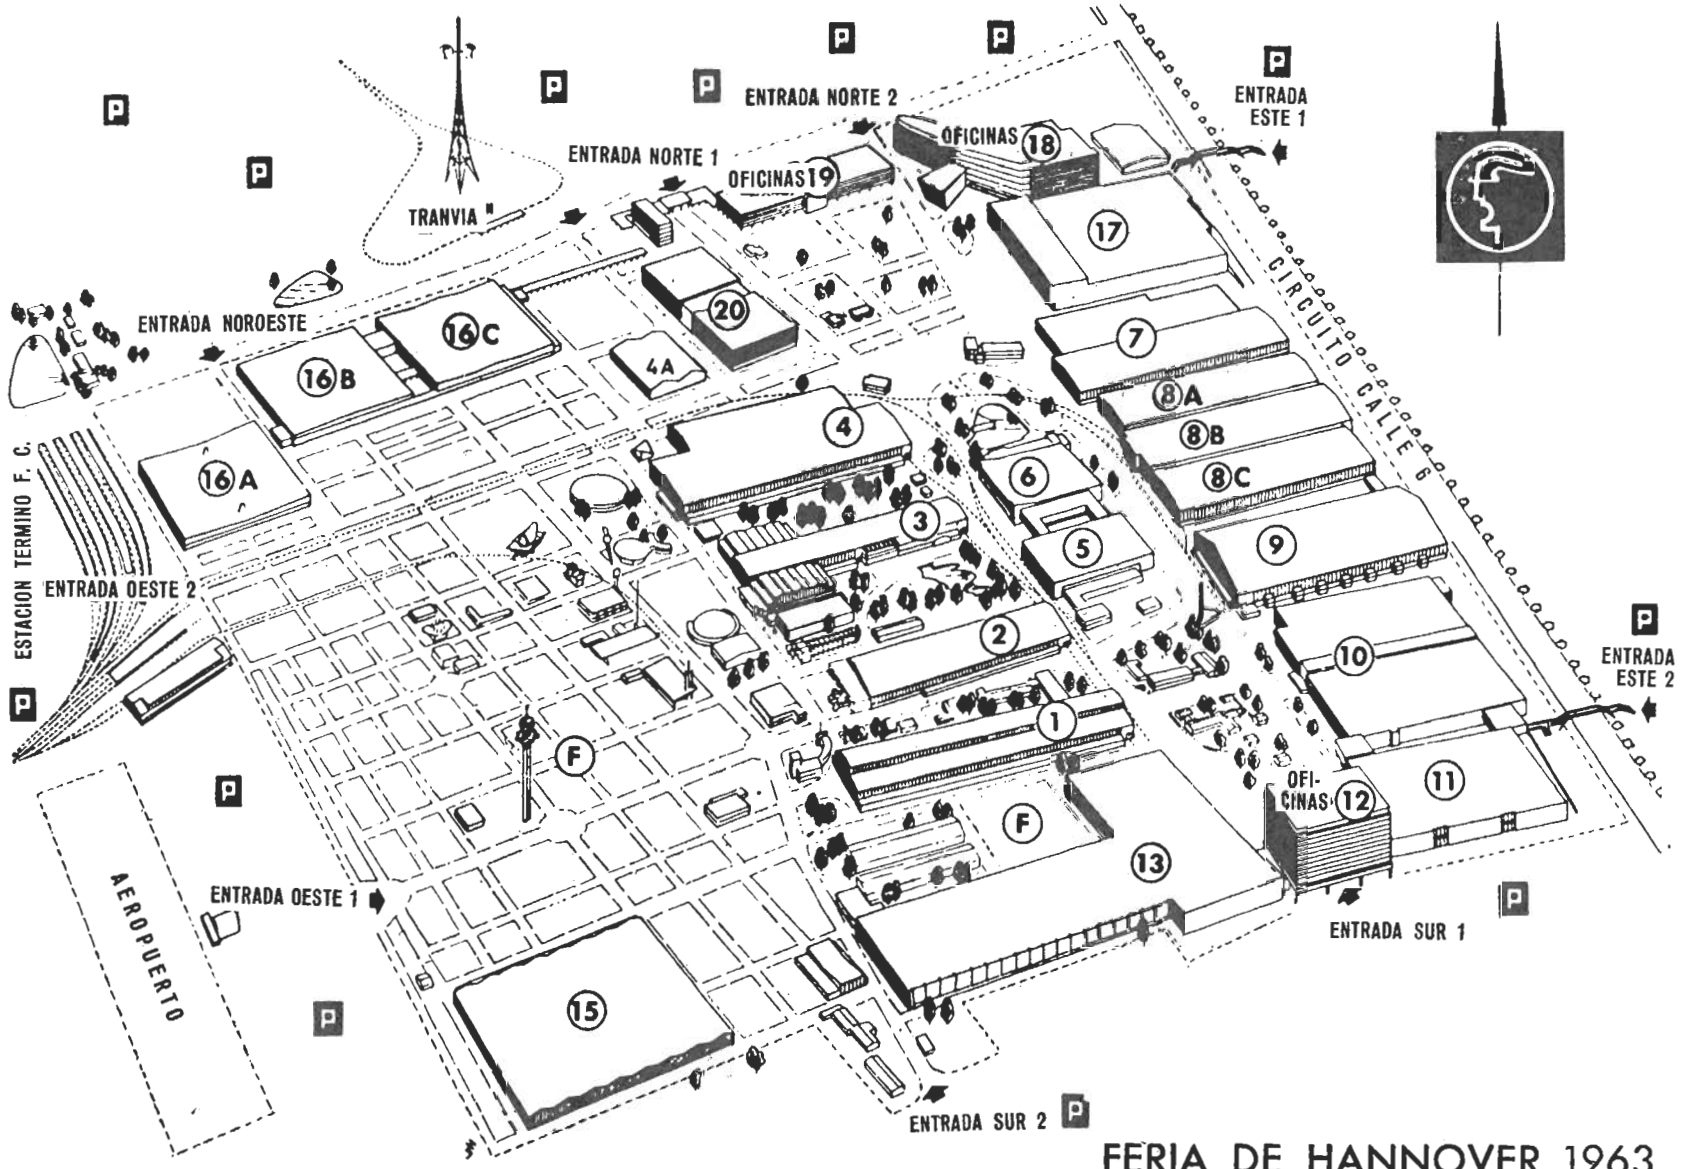 P
P
P
P
P
P
P
P
ENTRADA
ESTE 1
ENTRADA NORTE 2
OFICINAS 18
ENTRADA NORTE 1
OFICINAS 19
TRANVIA
17
CIRCUITO CALLE 6
ENTRADA NOROESTE
16 C
20
7
16 B
4A
8 A
4
8 B
16 A
6
8 C
3
5
9
ESTACION TERMINO F. C.
ENTRADA OESTE 2
2
10
P
ENTRADA
ESTE 2
P
1
F
P
OFI-
CINAS 12
11
F
13
AEROPUERTO
ENTRADA OESTE 1
P
ENTRADA SUR 1
15
P
ENTRADA SUR 2
P
FERIA DE HANNOVER 1963